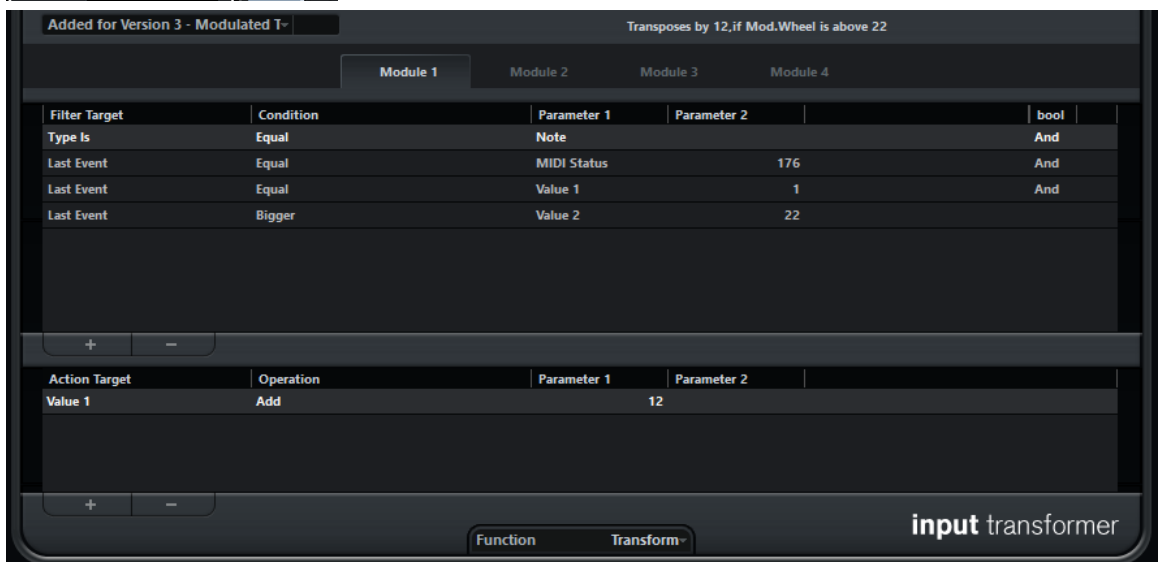 Added for Version 3 - Modulated T
Transposes by 12,if Mod.Wheel is above 22
Module 1 Module 2 Module 3 Module 4
Filter Target Condition Parameter 1 Parameter 2 bool
Type Is Equal Note And
Last Event Equal MIDI Status 176 And
Last Event Equal Value 1 1 And
Last Event Bigger Value 2 22
+ −
Action Target Operation Parameter 1 Parameter 2
Value 1 Add 12
+ −
Function Transform
input transformer